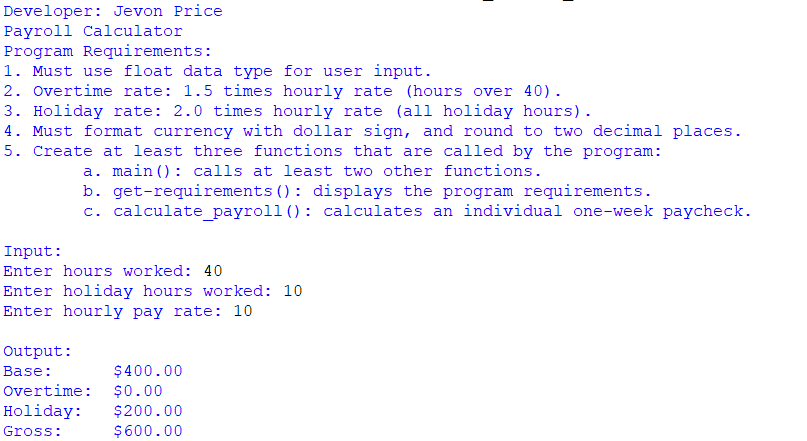 Developer: Jevon Price
Payroll Calculator
Program Requirements:
1. Must use float data type for user input.
2. Overtime rate: 1.5 times hourly rate (hours over 40).
3. Holiday rate: 2.0 times hourly rate (all holiday hours).
4. Must format currency with dollar sign, and round to two decimal places.
5. Create at least three functions that are called by the program:
a. main(): calls at least two other functions.
b. get-requirements(): displays the program requirements.
c. calculate_payroll(): calculates an individual one-week paycheck.
Input:
Enter hours worked: 40
Enter holiday hours worked: 10
Enter hourly pay rate: 10
Output:
Base: $400.00
Overtime: $0.00
Holiday: $200.00
Gross: $600.00